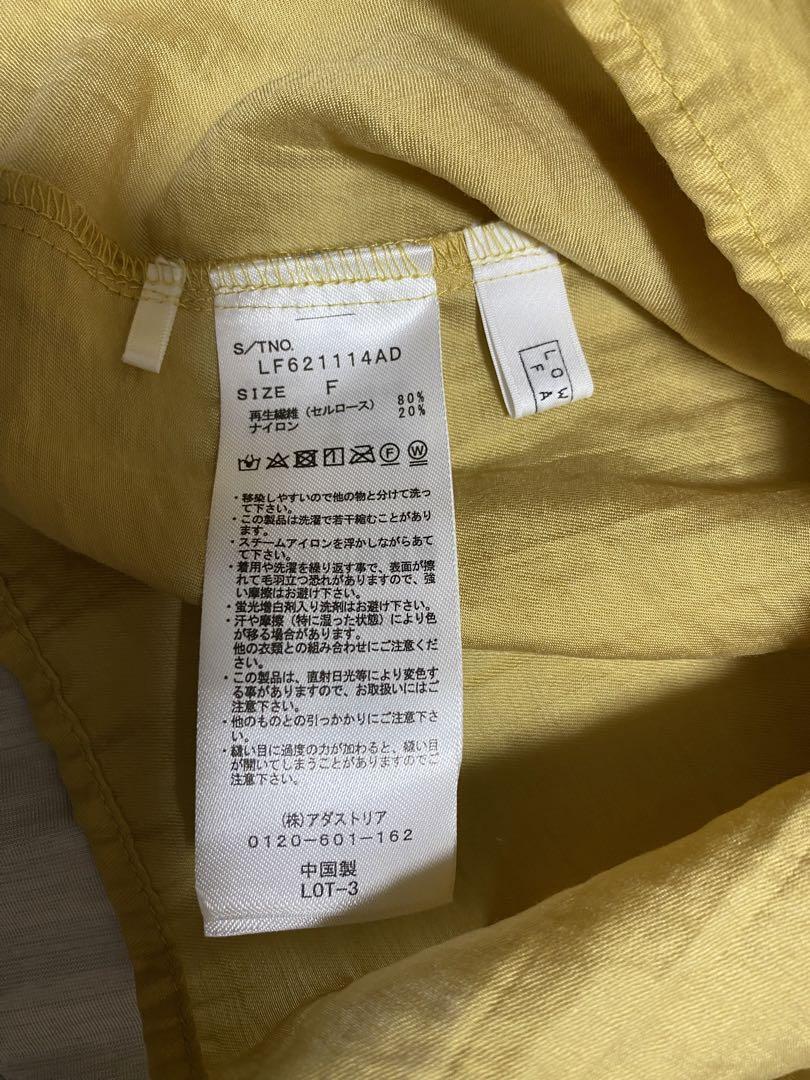 S/TNO.
LF621114AD
SIZE F
再生繊維（セルロース） 80%
ナイロン 20%
F W
・移染しやすいので他の物と分けて洗っ
て下さい。
・この製品は洗濯で若干縮むことがあり
ます。
・スチームアイロンを浮かしながらあて
て下さい。
・着用や洗濯を繰り返す事で、表面が擦
れて毛羽立つ恐れがありますので、強
い摩擦はお避け下さい。
・蛍光増白剤入り洗剤はお避け下さい。
・汗や摩擦（特に湿った状態）により色
が移る場合があります。
他の衣類との組み合わせにご注意くだ
さい。
・この製品は、直射日光等により変色す
る事がありますので、お取扱いにはご
注意下さい。
・他のものとの引っかかりにご注意下さ
い。
・縫い目に過度の力が加わると、縫い目
が開いてしまうことがありますのでご
注意下さい。
(株)アダストリア
0120-601-162
中国製
LOT-3
LOW
F A